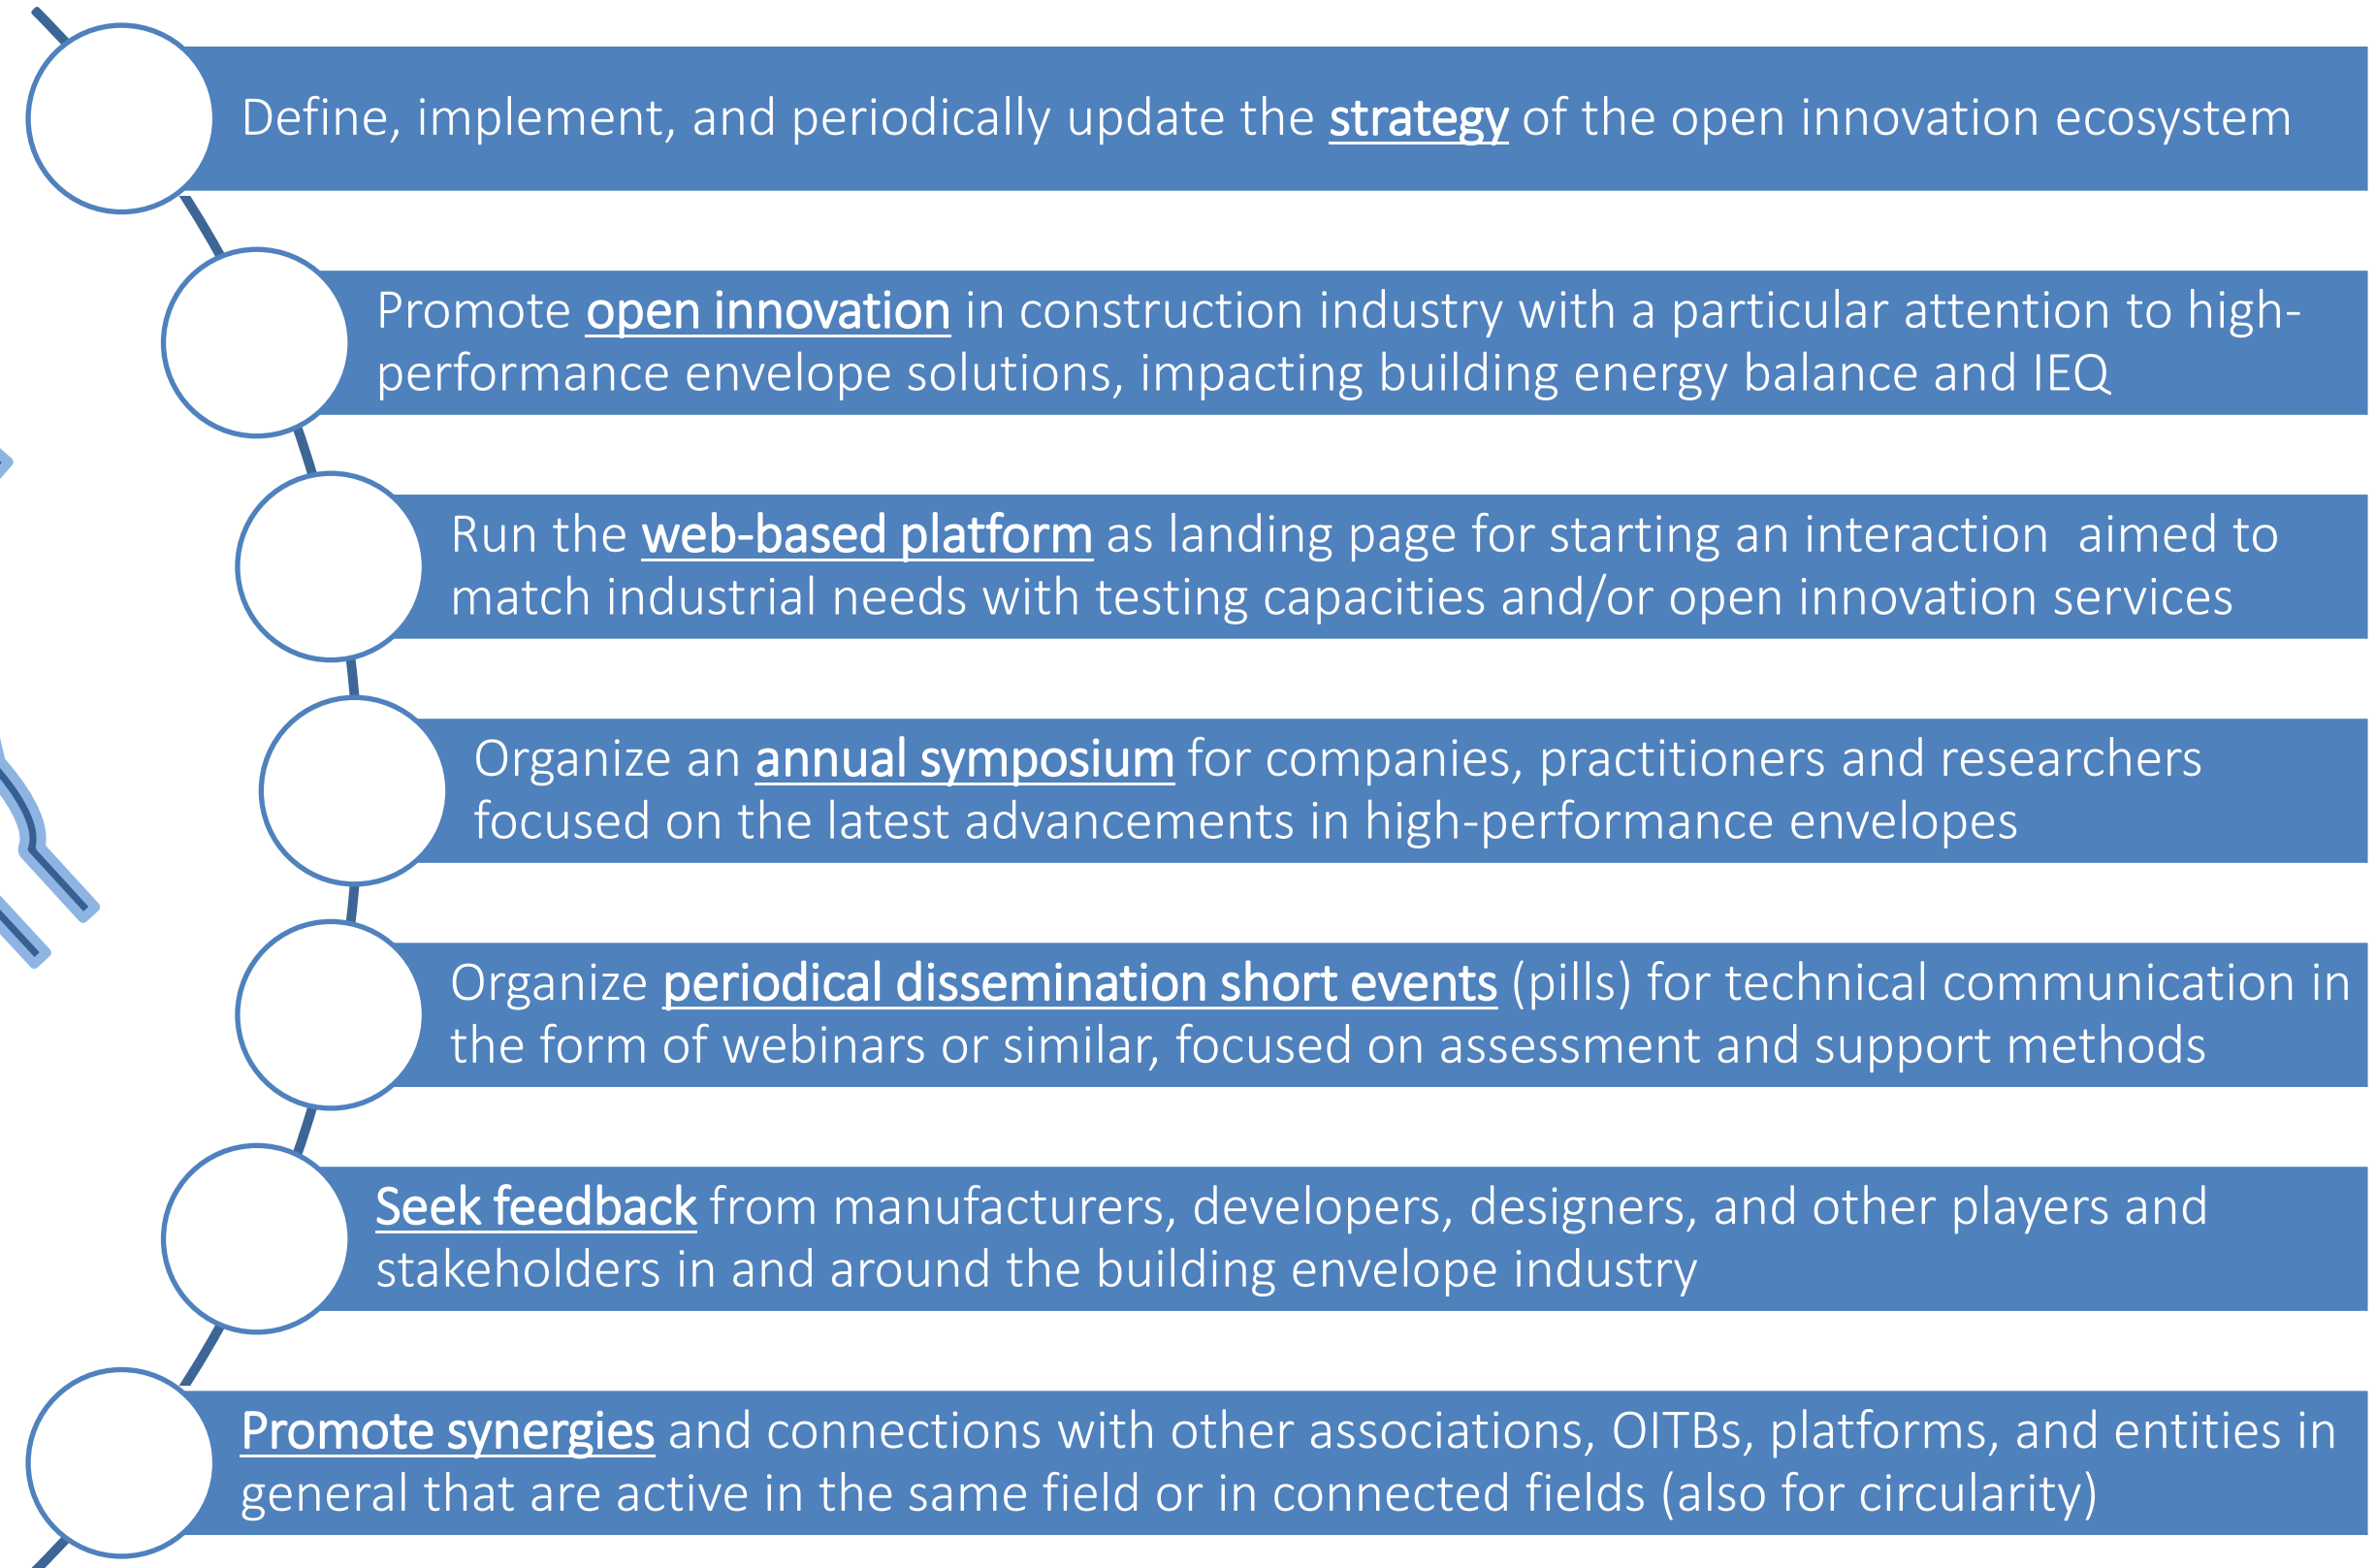 Define, implement, and periodically update the strategy of the open innovation ecosystem
Promote open innovation in construction industry with a particular attention to high-
performance envelope solutions, impacting building energy balance and IEQ
Run the web-based platform as landing page for starting an interaction  aimed to
match industrial needs with testing capacities and/or open innovation services
Organize an annual symposium for companies, practitioners and researchers
focused on the latest advancements in high-performance envelopes
Organize periodical dissemination short events (pills) for technical communication in
the form of webinars or similar, focused on assessment and support methods
Seek feedback from manufacturers, developers, designers, and other players and
stakeholders in and around the building envelope industry
Promote synergies and connections with other associations, OITBs, platforms, and entities in
general that are active in the same field or in connected fields (also for circularity)